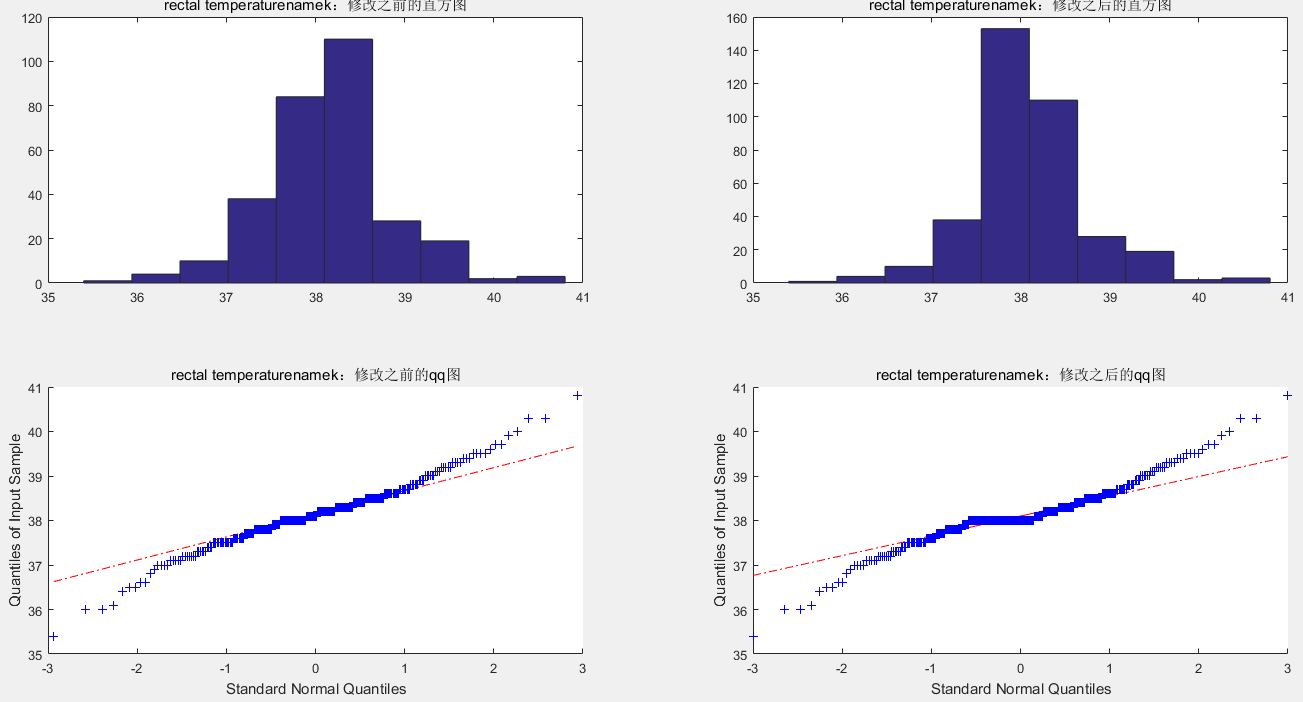 rectal temperaturenamek：修改之前的直方图
120
100
80
60
40
20
0
35 36 37 38 39 40 41
rectal temperaturenamek：修改之后的直方图
160
140
120
100
80
60
40
20
0
35 36 37 38 39 40 41
rectal temperaturenamek：修改之前的qq图
Quantiles of Input Sample
41
40
39
38
37
36
35
-3 -2 -1 0 1 2 3
Standard Normal Quantiles
rectal temperaturenamek：修改之后的qq图
Quantiles of Input Sample
41
40
39
38
37
36
35
-3 -2 -1 0 1 2 3
Standard Normal Quantiles